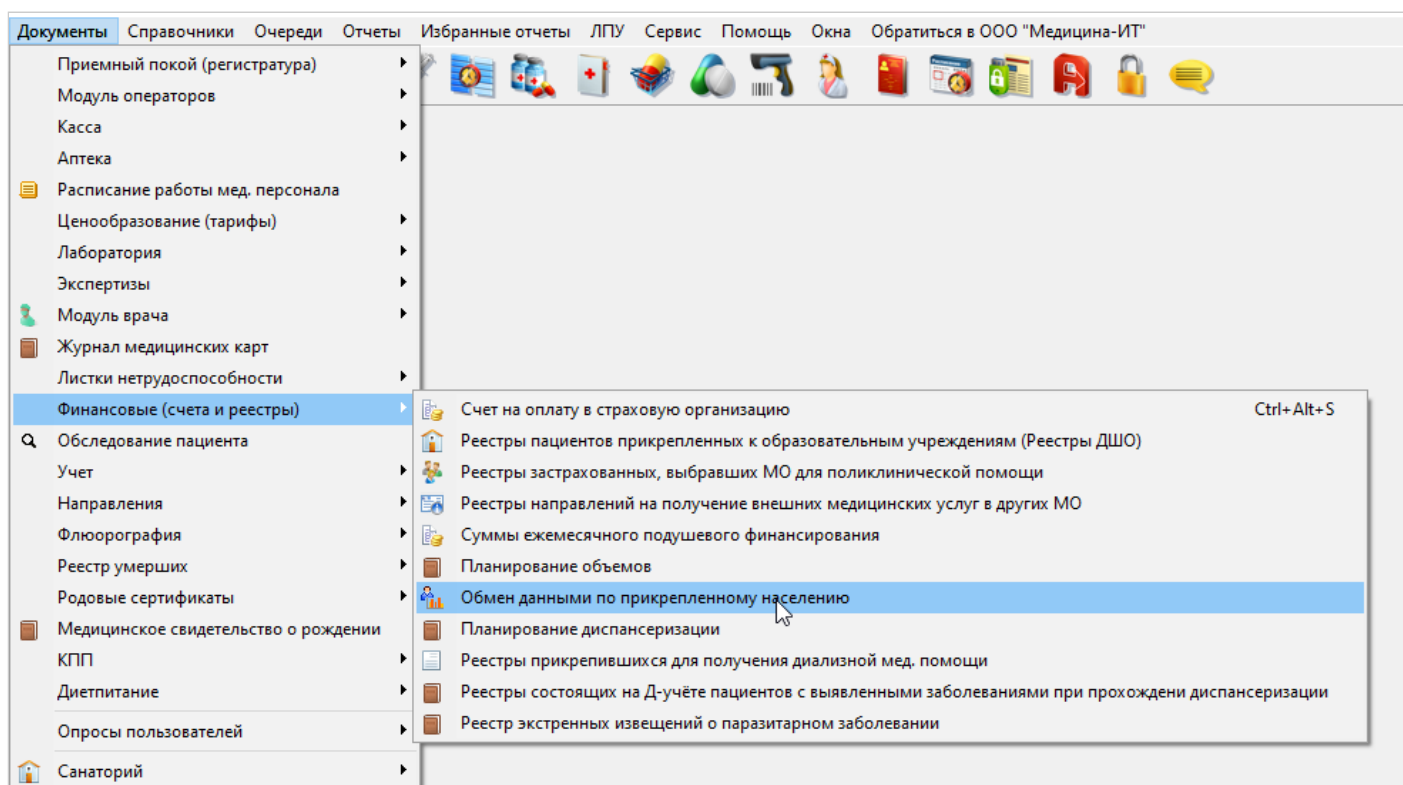 Документы Справочники Очереди Отчеты Избранные отчеты ЛПУ Сервис Помощь Окна Обратиться в ООО "Медицина-ИТ"
Приемный покой (регистратура)
Модуль операторов
Касса
Аптека
Расписание работы мед. персонала
Ценообразование (тарифы)
Лаборатория
Экспертизы
Модуль врача
Журнал медицинских карт
Листки нетрудоспособности
Финансовые (счета и реестры)
Обследование пациента
Учет
Направления
Флюорография
Реестр умерших
Родовые сертификаты
Медицинское свидетельство о рождении
КПП
Диетпитание
Опросы пользователей
Санаторий
Счет на оплату в страховую организацию Ctrl+Alt+S
Реестры пациентов прикрепленных к образовательным учреждениям (Реестры ДШО)
Реестры застрахованных, выбравших МО для поликлинической помощи
Реестры направлений на получение внешних медицинских услуг в других МО
Суммы ежемесячного подушевого финансирования
Планирование объемов
Обмен данными по прикрепленному населению
Планирование диспансеризации
Реестры прикрепившихся для получения диализной мед. помощи
Реестры состоящих на Д-учёте пациентов с выявленными заболеваниями при прохождени диспансеризации
Реестр экстренных извещений о паразитарном заболевании